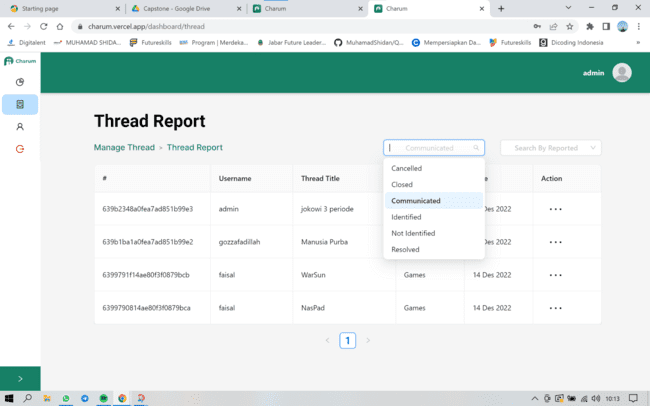 Starting page
Capstone - Google Drive
Charum
Charum
charum.vercel.app/dashboard/thread
Digitalent
MUHAMAD SHIDA...
Futureskills
Program | Merdeka...
Jabar Future Leader...
MuhamadShidan/Q...
Mempersiapkan Da...
Futureskills
Dicoding Indonesia
»
Charum
admin
Thread Report
Manage Thread
Thread Report
Communicated
Search By Reported
Cancelled
Closed
Communicated
Identified
Not Identified
Resolved
# Username Thread Title Action
639b2348a0fea7ad851b99e3 admin jokowi 3 periode Des 2022 •••
639b1ba1a0fea7ad851b99e2 gozzafadillah Manusia Purba Des 2022 •••
6399791f14ae80f3f0879bcb faisal WarSun Games 14 Des 2022 •••
6399790814ae80f3f0879bca faisal NasPad Games 14 Des 2022 •••
< 1 >
>
10:13